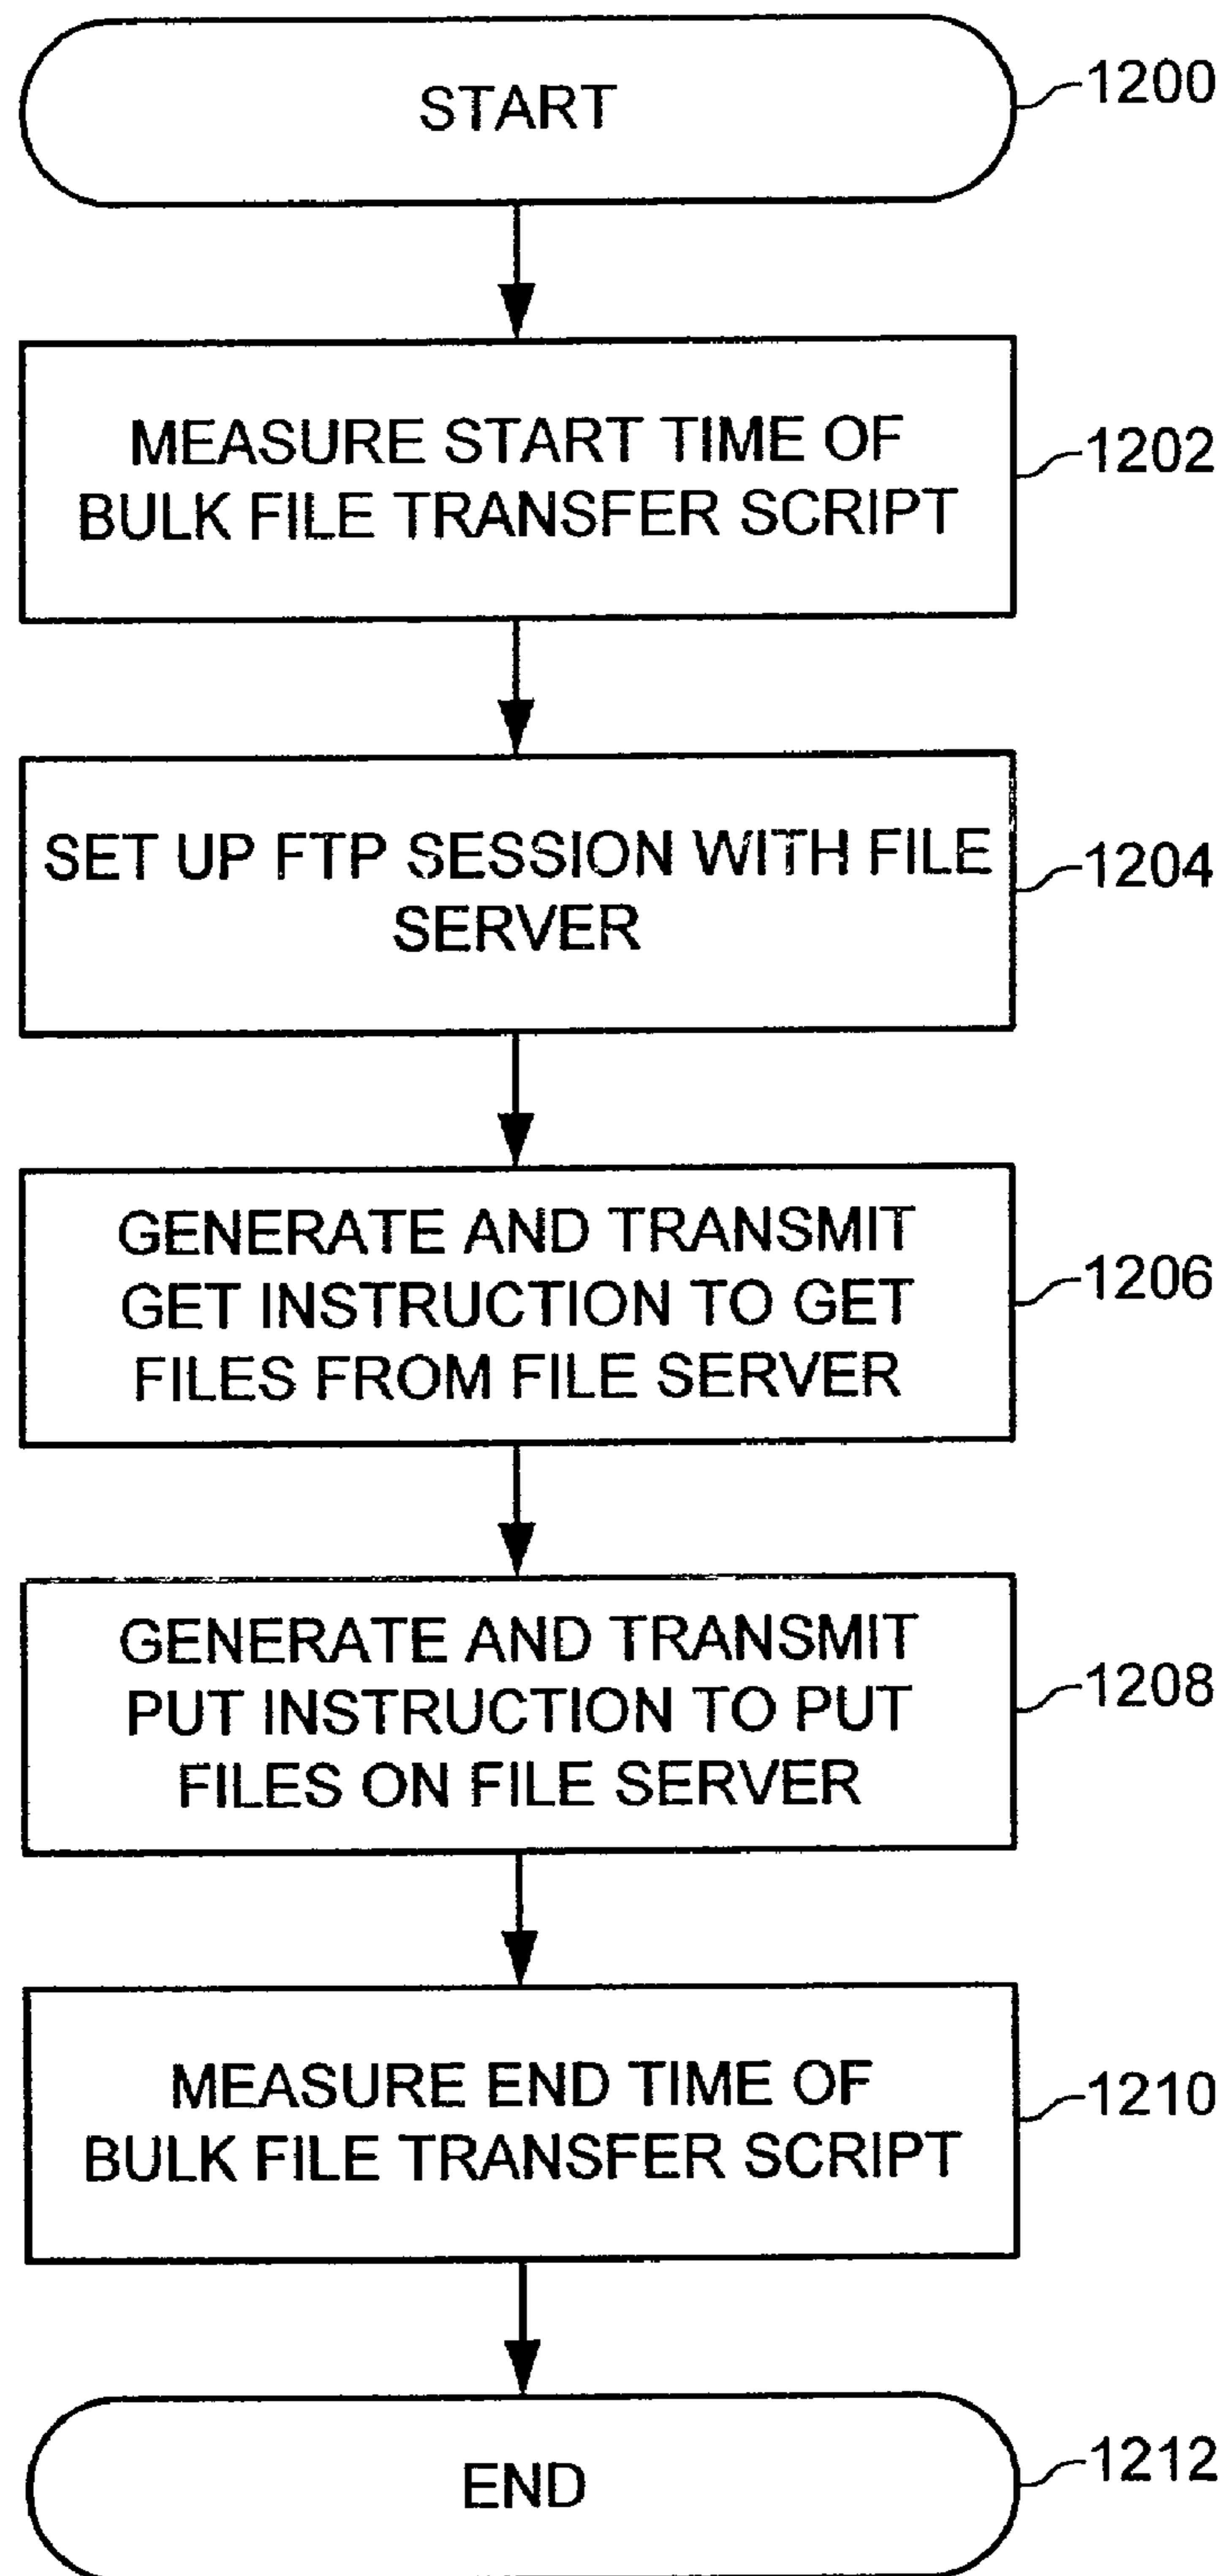 START
1200
MEASURE START TIME OF
BULK FILE TRANSFER SCRIPT
1202
SET UP FTP SESSION WITH FILE
SERVER
1204
GENERATE AND TRANSMIT
GET INSTRUCTION TO GET
FILES FROM FILE SERVER
1206
GENERATE AND TRANSMIT
PUT INSTRUCTION TO PUT
FILES ON FILE SERVER
1208
MEASURE END TIME OF
BULK FILE TRANSFER SCRIPT
1210
END
1212